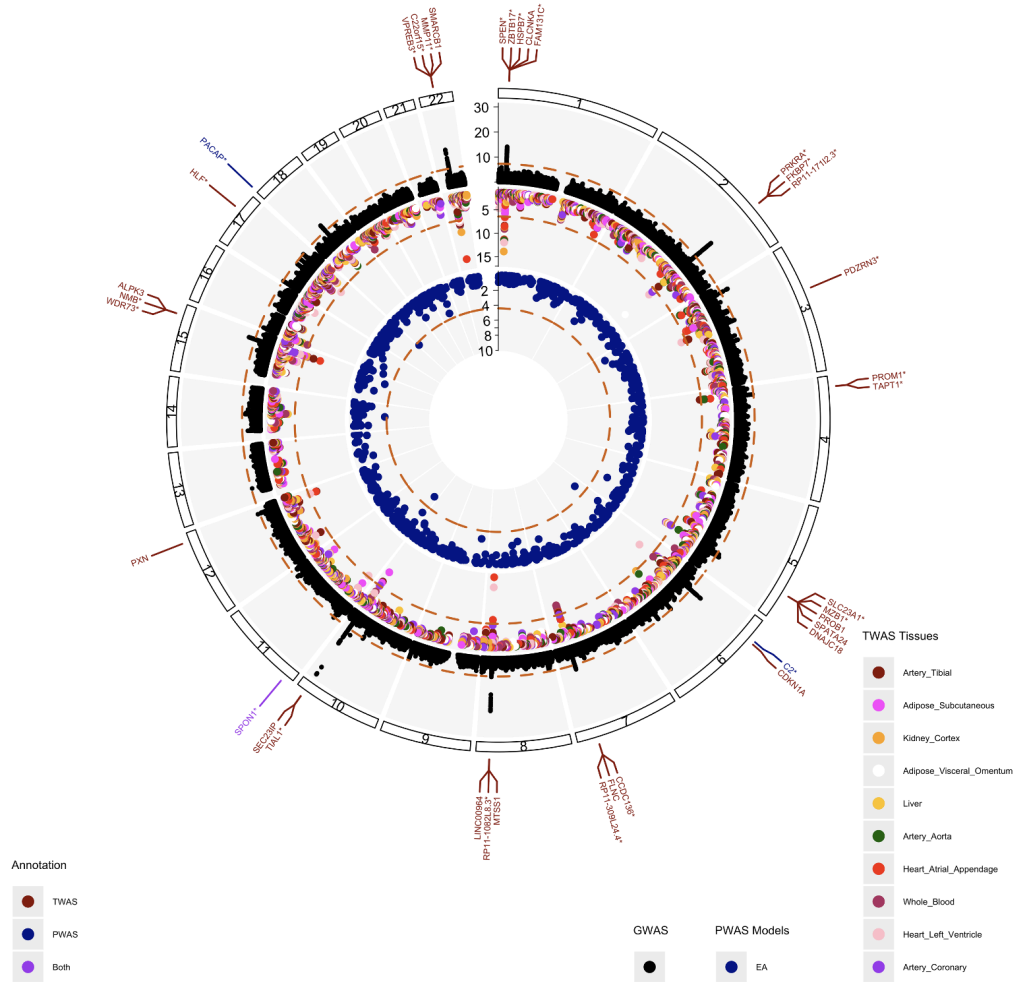 SMARCB1
MMP11*
C22orf15*
VPREB3*
SPEN*
ZBTB17*
HSPB7*
CLCNKA
FAM131C*
22
21
20
19
18
17
16
15
14
13
12
11
10
9
8
7
6
5
4
3
2
1
30
20
10
5
10
15
2
4
6
8
10
PRKRA*
FKBP7*
RP11-171I2.3*
PDZRN3*
PROM1*
TAPT1*
SLC23A1*
MZB1*
PROB1
SPATA24
DNAJC18
C2*
CDKN1A
CCDC136*
FLNC
RP11-309L24.4*
LINC00964
RP11-1082L8.3*
MTSS1
SEC23IP
TIAL1*
SPON1*
PXN
ALPK3
NMB*
WDR73*
HLF*
PACAP*
Annotation
TWAS
PWAS
Both
GWAS
PWAS Models
EA
TWAS Tissues
Artery_Tibial
Adipose_Subcutaneous
Kidney_Cortex
Adipose_Visceral_Omentum
Liver
Artery_Aorta
Heart_Atrial_Appendage
Whole_Blood
Heart_Left_Ventricle
Artery_Coronary